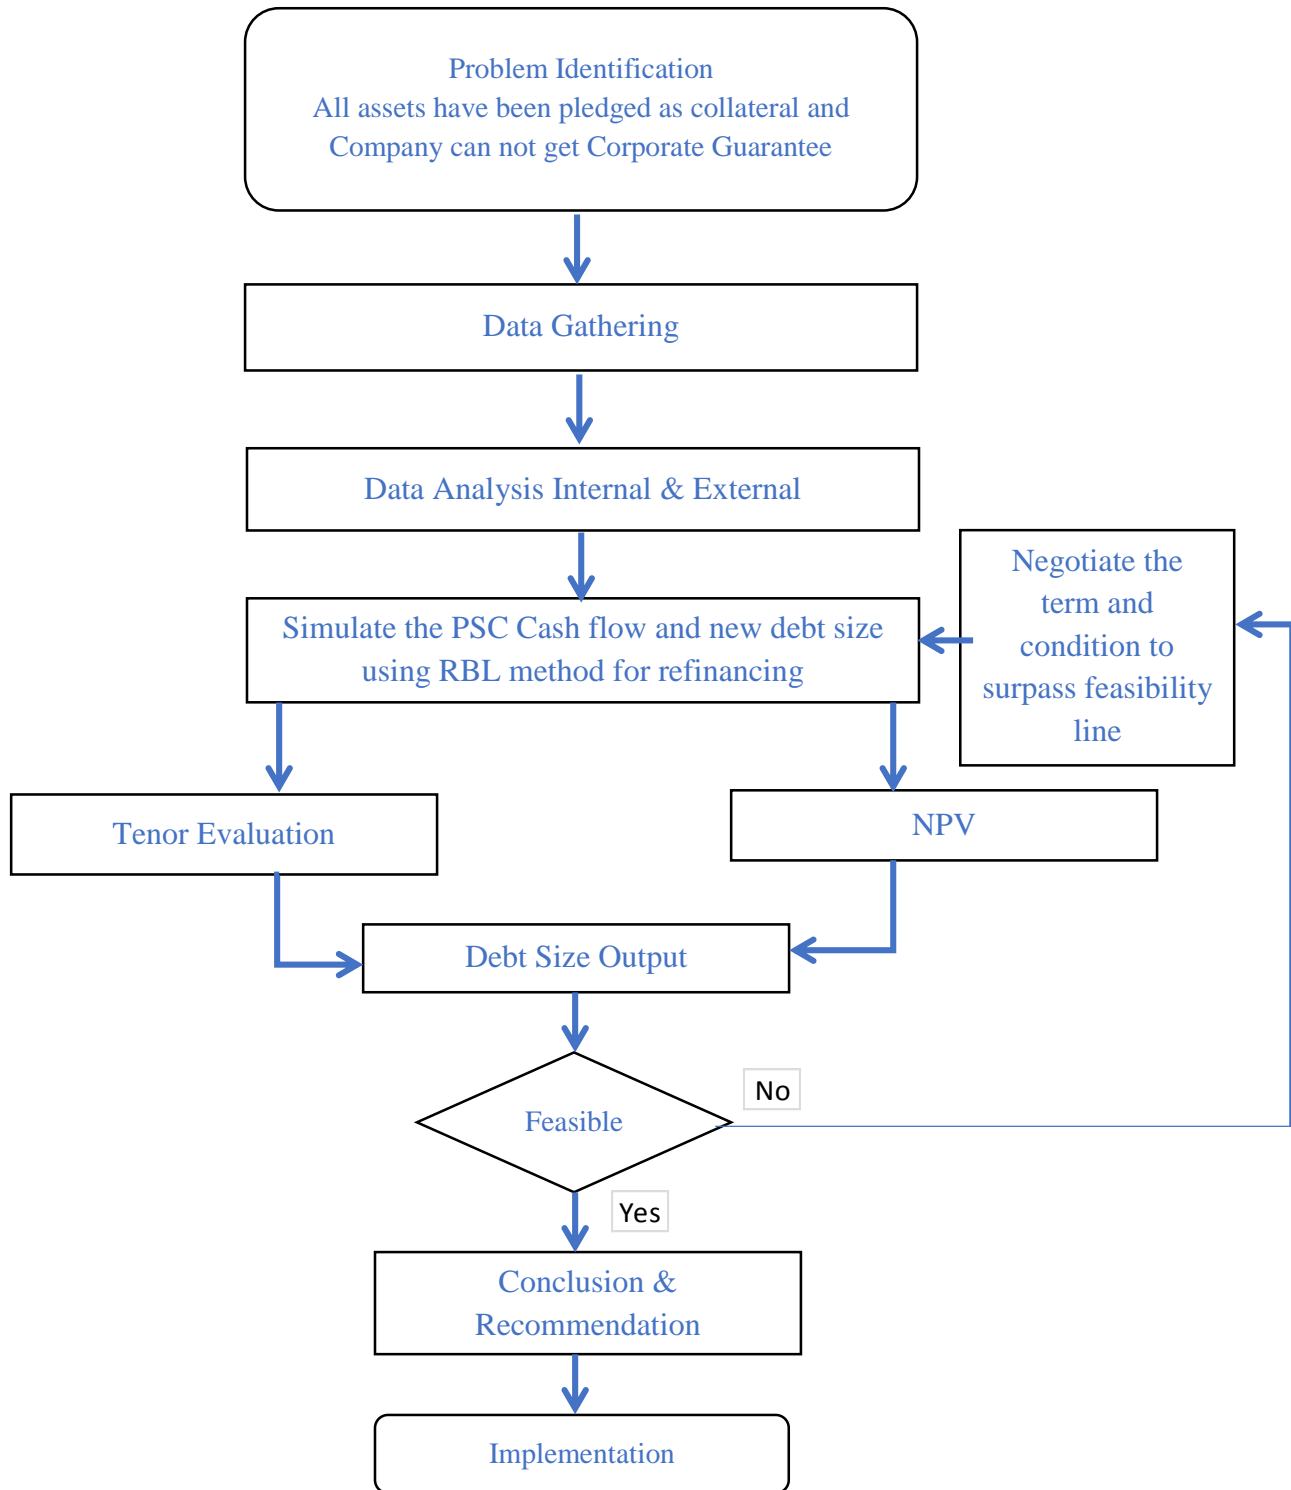 Problem Identification
All assets have been pledged as collateral and
Company can not get Corporate Guarantee
Data Gathering
Data Analysis Internal & External
Simulate the PSC Cash flow and new debt size
using RBL method for refinancing
Negotiate the
term and
condition to
surpass feasibility
line
Tenor Evaluation
NPV
Debt Size Output
Feasible
No
Yes
Conclusion &
Recommendation
Implementation